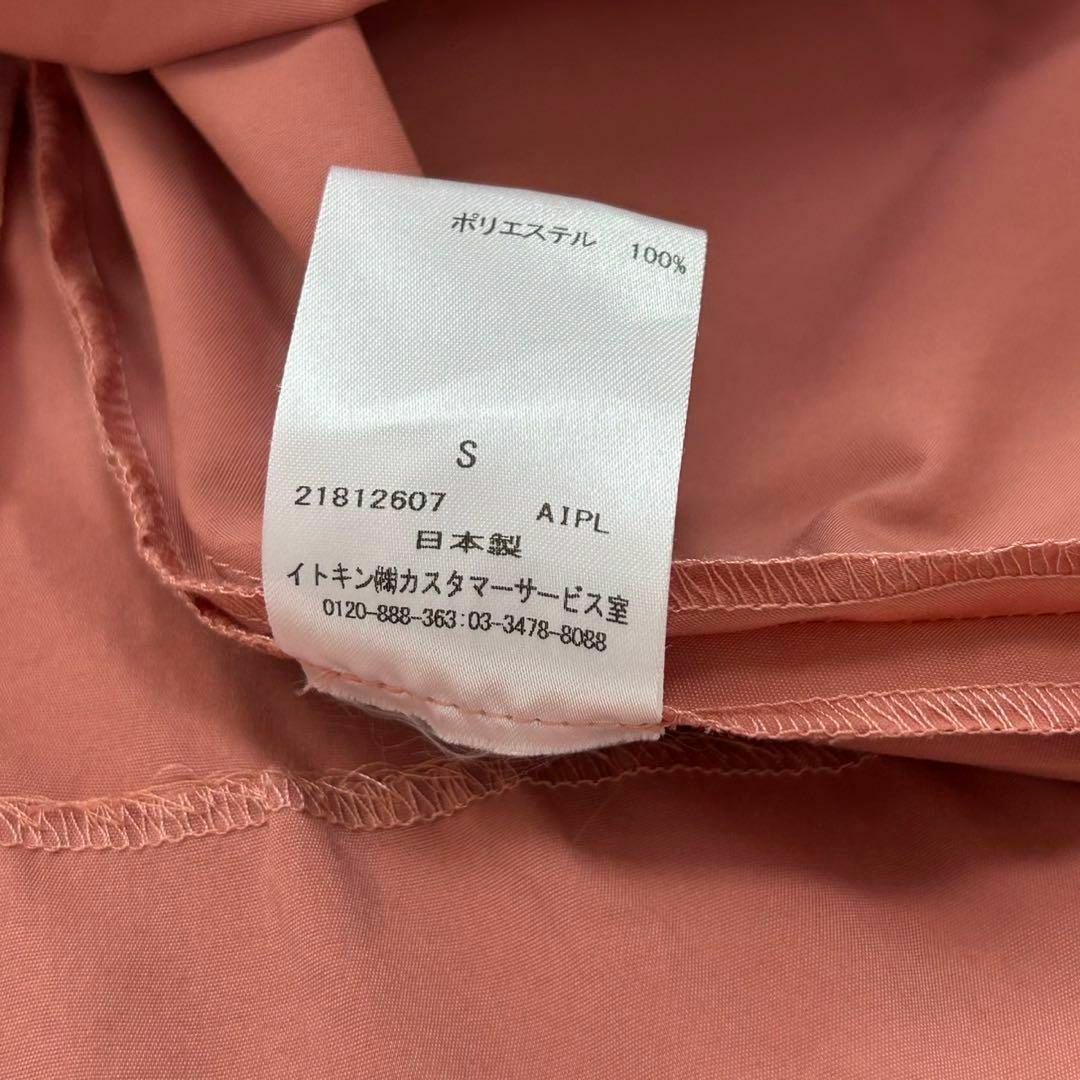 ポリエステル 100%
S
21812607 AIPL
日本製
イトキン㈱カスタマーサービス室
0120-888-363:03-3478-8088